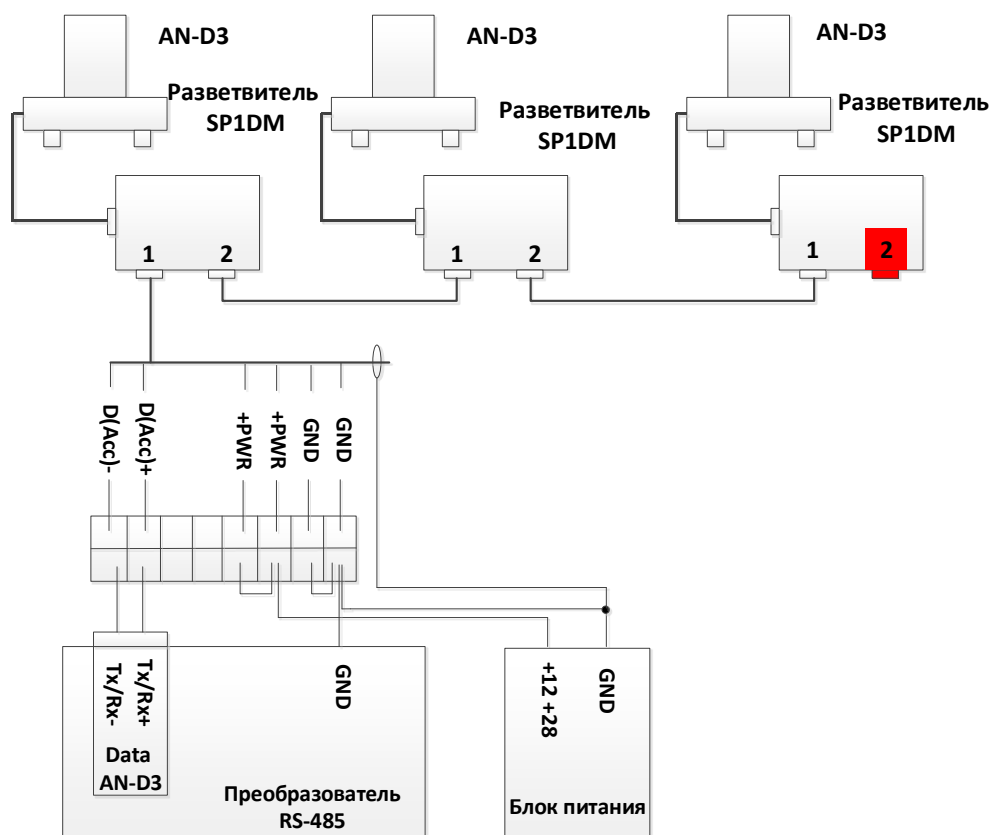 AN-D3
Разветвитель
SP1DM
AN-D3
Разветвитель
SP1DM
AN-D3
Разветвитель
SP1DM
1
2
1
2
1
2
D(Acc)-
D(Acc)+
+PWR
+PWR
GND
GND
Tx/Rx-
Tx/Rx+
Data
AN-D3
GND
Преобразователь
RS-485
+12 +28
GND
Блок питания